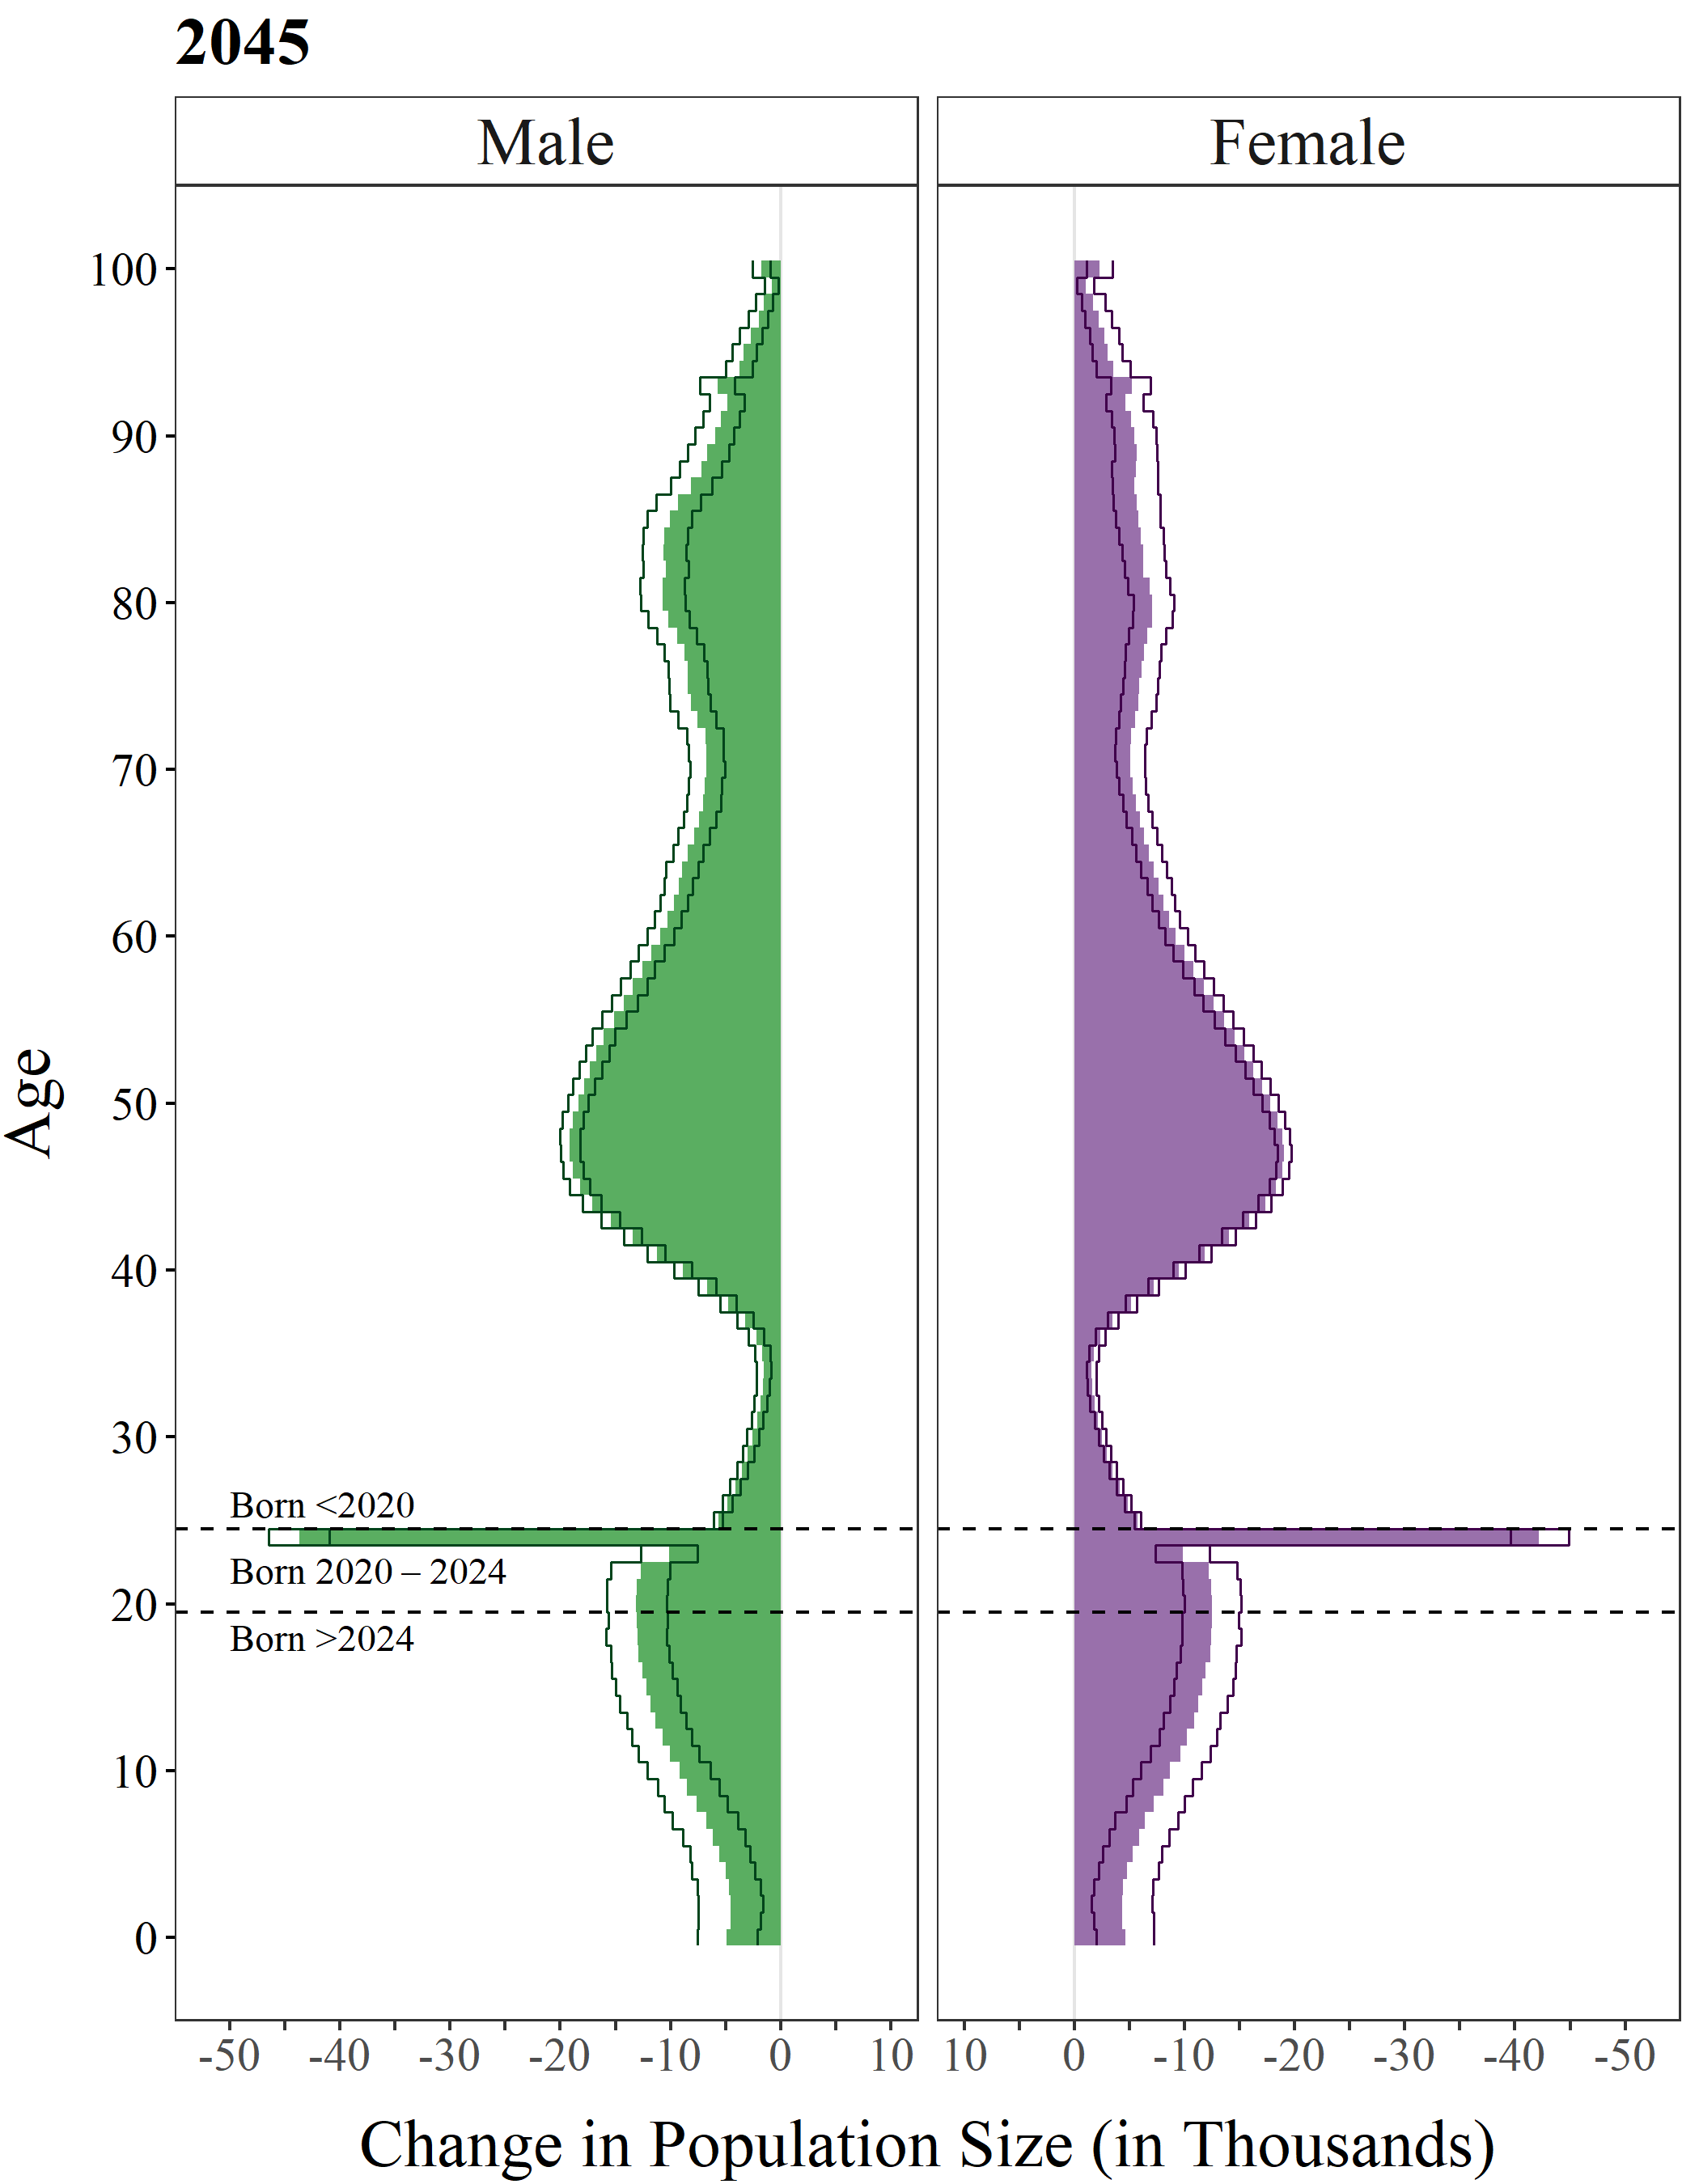 2045
Male
Female
100
90
80
70
60
50
40
30
20
10
0
Age
Born <2020
Born 2020 – 2024
Born >2024
-50 -40 -30 -20 -10 0 10
10 0 -10 -20 -30 -40 -50
Change in Population Size (in Thousands)